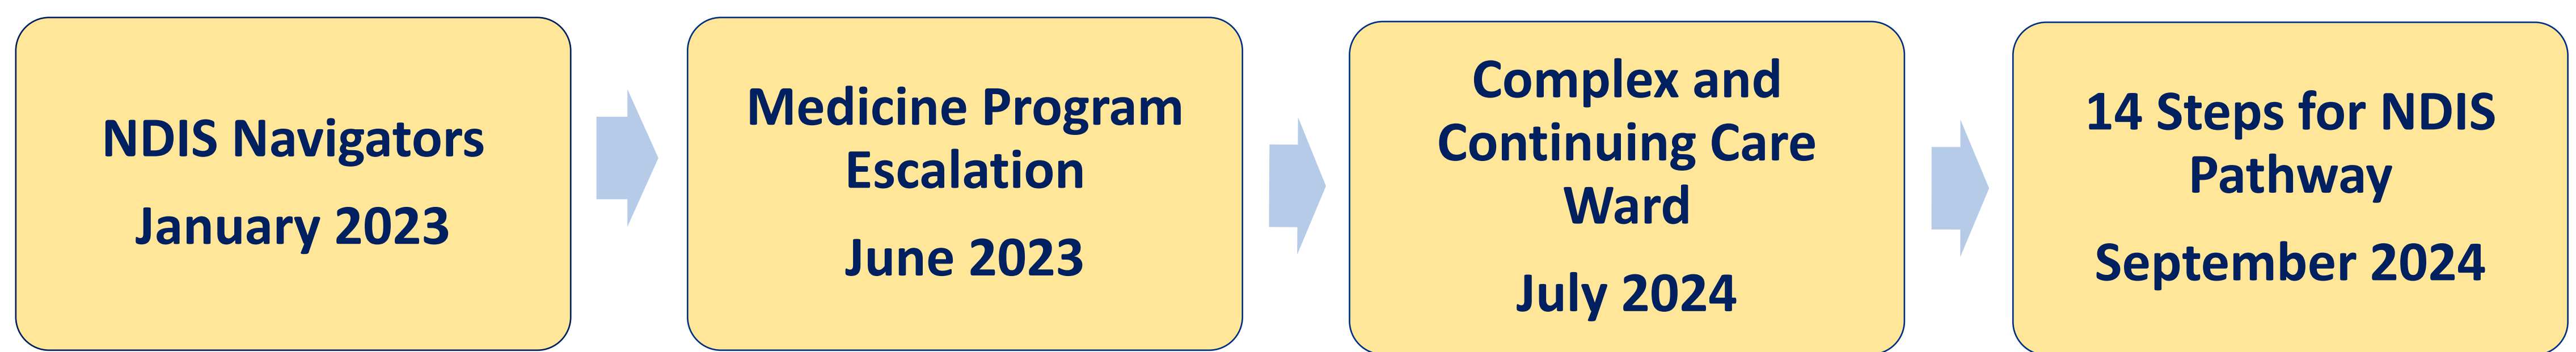 NDIS Navigators
January 2023
Medicine Program
Escalation
June 2023
Complex and
Continuing Care
Ward
July 2024
14 Steps for NDIS
Pathway
September 2024